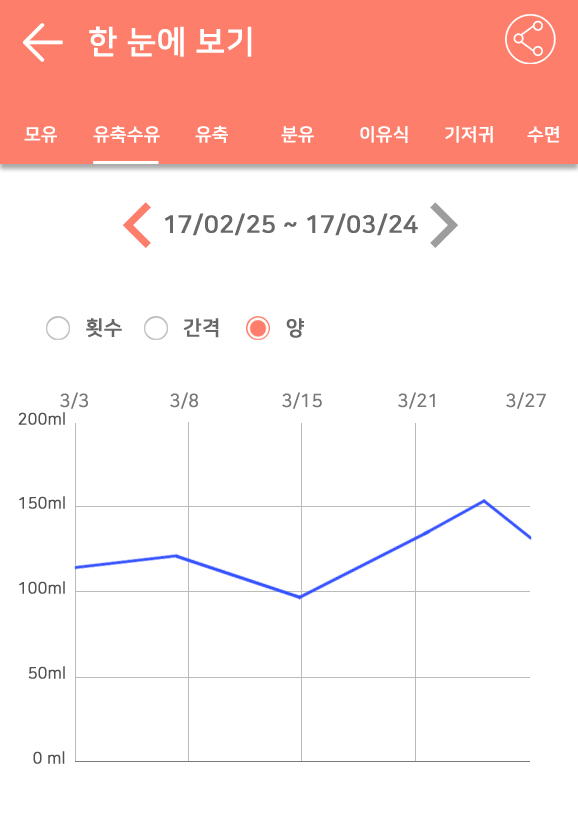 한 눈에 보기
모유 유축수유 유축 분유 이유식 기저귀 수면
17/02/25 ~ 17/03/24
횟수 간격 양
3/3 3/8 3/15 3/21 3/27
200ml
150ml
100ml
50ml
0 ml